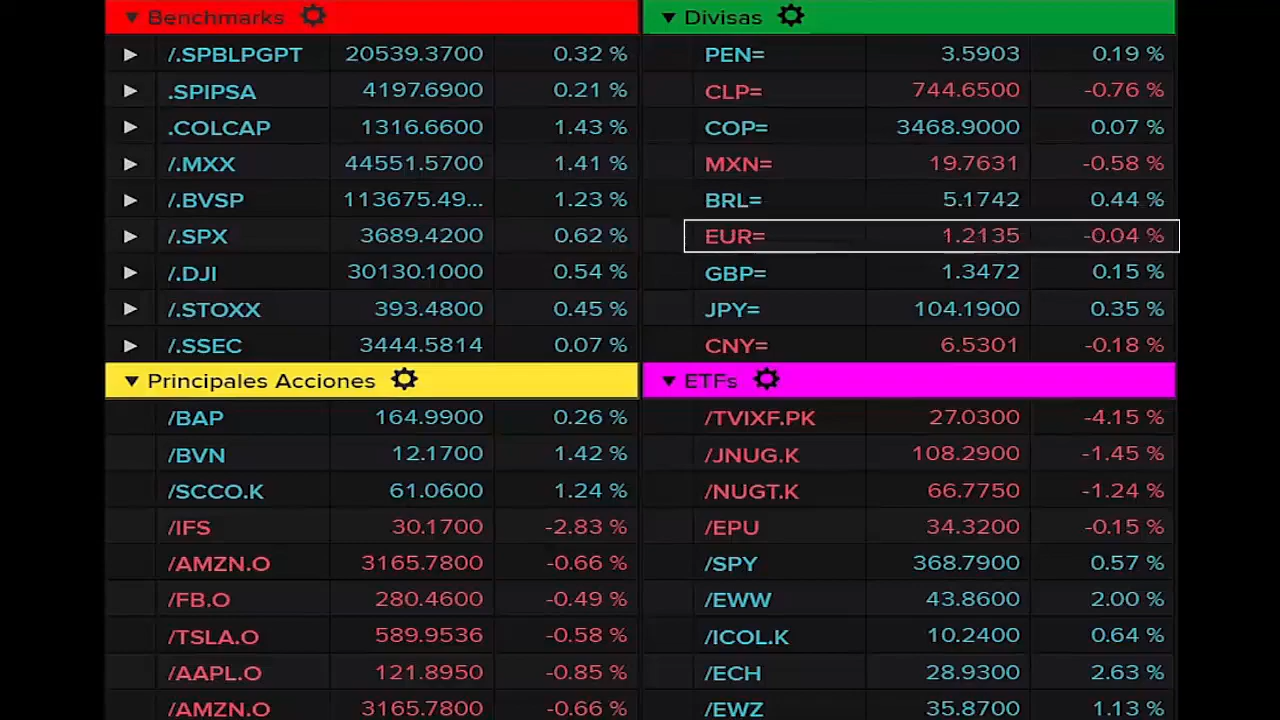 Benchmarks
/.SPBLPGPT 20539.3700 0.32 %
.SPIPSA 4197.6900 0.21 %
.COLCAP 1316.6600 1.43 %
/.MXX 44551.5700 1.41 %
/.BVSP 113675.49... 1.23 %
/.SPX 3689.4200 0.62 %
/.DJI 30130.1000 0.54 %
/.STOXX 393.4800 0.45 %
/.SSEC 3444.5814 0.07 %
Divisas
PEN= 3.5903 0.19 %
CLP= 744.6500 -0.76 %
COP= 3468.9000 0.07 %
MXN= 19.7631 -0.58 %
BRL= 5.1742 0.44 %
EUR= 1.2135 -0.04 %
GBP= 1.3472 0.15 %
JPY= 104.1900 0.35 %
CNY= 6.5301 -0.18 %
Principales Acciones
/BAP 164.9900 0.26 %
/BVN 12.1700 1.42 %
/SCCO.K 61.0600 1.24 %
/IFS 30.1700 -2.83 %
/AMZN.O 3165.7800 -0.66 %
/FB.O 280.4600 -0.49 %
/TSLA.O 589.9536 -0.58 %
/AAPL.O 121.8950 -0.85 %
/AMZN.O 3165.7800 -0.66 %
ETFs
/TVIXF.PK 27.0300 -4.15 %
/JNUG.K 108.2900 -1.45 %
/NUGT.K 66.7750 -1.24 %
/EPU 34.3200 -0.15 %
/SPY 368.7900 0.57 %
/EWW 43.8600 2.00 %
/ICOL.K 10.2400 0.64 %
/ECH 28.9300 2.63 %
/EWZ 35.8700 1.13 %